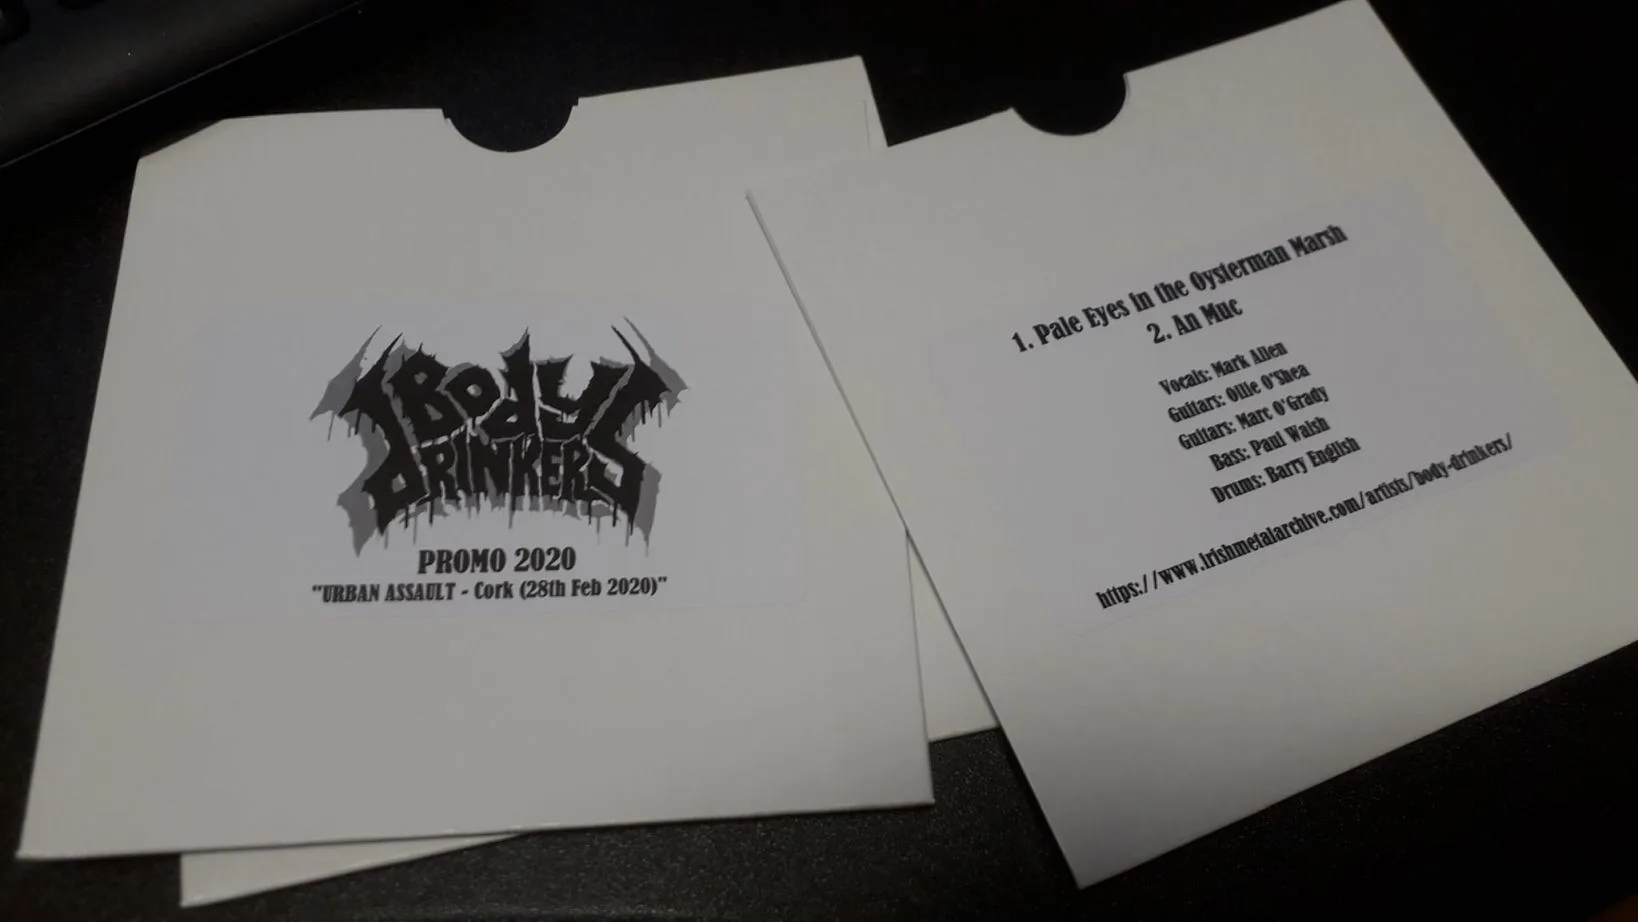 Body
Drinkers
PROMO 2020
"URBAN ASSAULT - Cork (28th Feb 2020)"
1. Pale Eyes in the Oysterman Marsh
2. An Muc
Vocals: Mark Allen
Guitars: Ollie O'Shea
Guitars: Marc O'Grady
Bass: Paul Walsh
Drums: Barry English
https://www.irishmetalarchive.com/artists/body-drinkers/